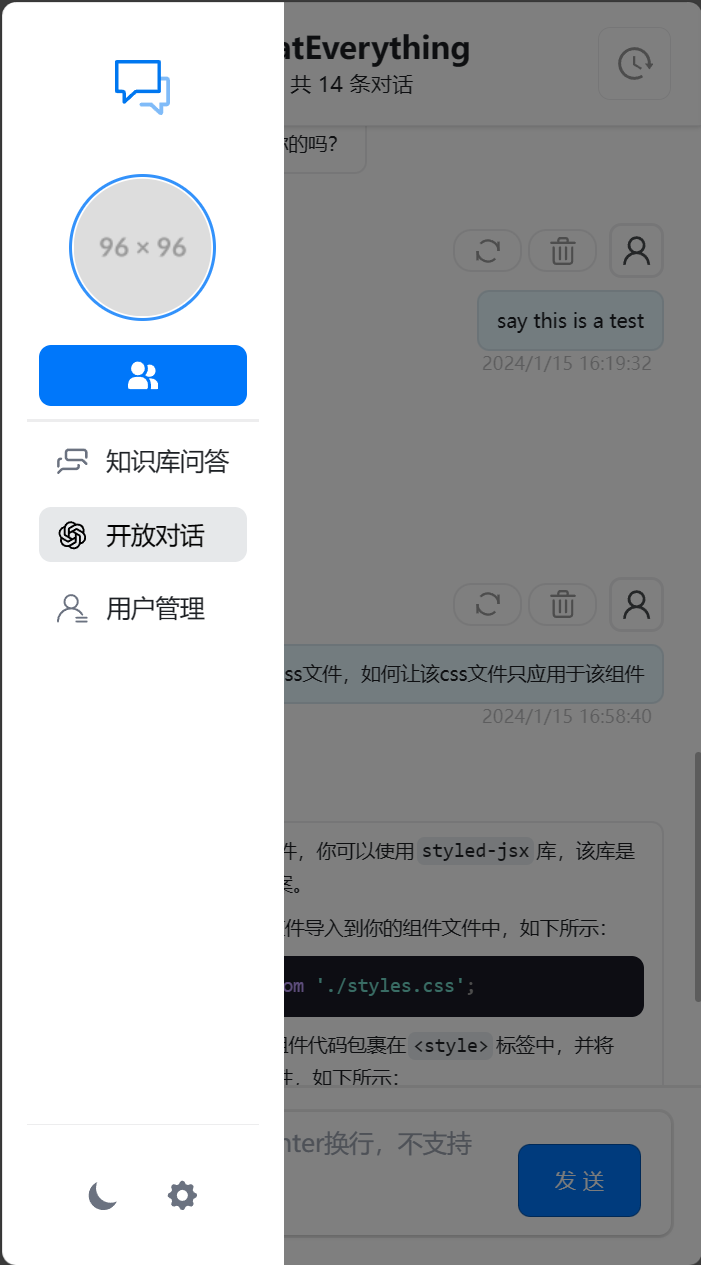 atEverything
共 14 条对话
你的吗?
96 × 96
say this is a test
2024/1/15 16:19:32
知识库问答
开放对话
用户管理
ss文件，如何让该css文件只应用于该组件
2024/1/15 16:58:40
件，你可以使用 styled-jsx 库，该库是
案。
文件导入到你的组件文件中，如下所示：
om './styles.css';
组件代码包裹在 <style> 标签中，并将
件，如下所示：
nter换行，不支持
发 送